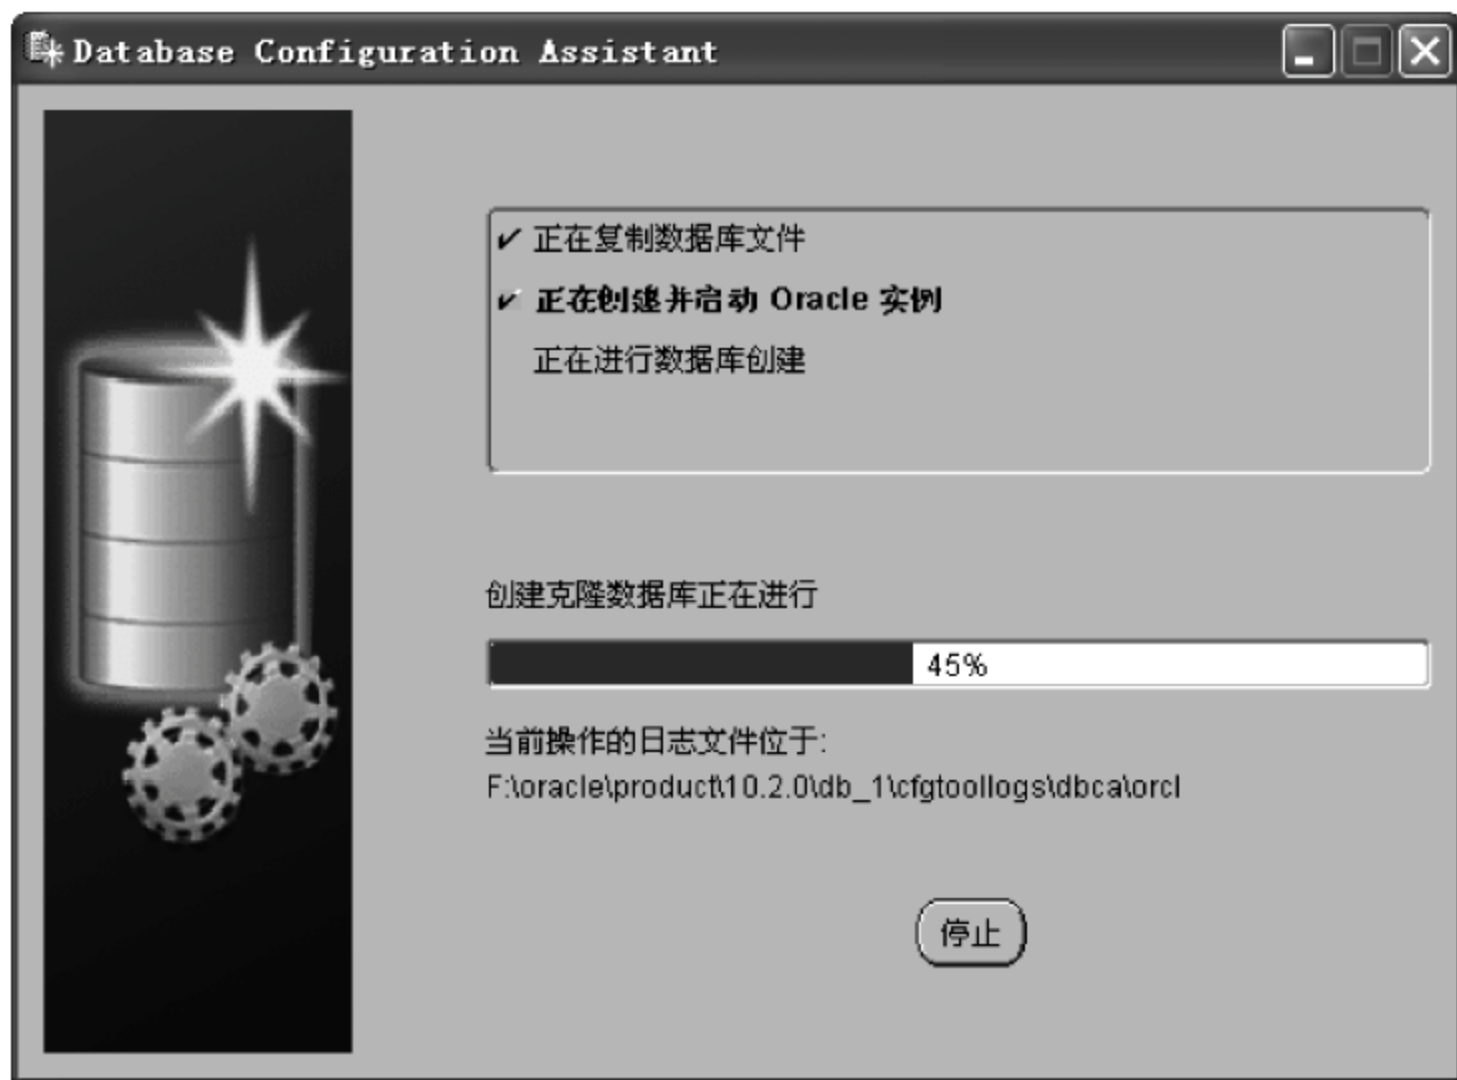 Database Configuration Assistant
正在复制数据库文件
正在创建并启动 Oracle 实例
正在进行数据库创建
创建克隆数据库正在进行
45%
当前操作的日志文件位于:
F:\oracle\product\10.2.0\db_1\cfgtoollogs\dbca\orcl
停止